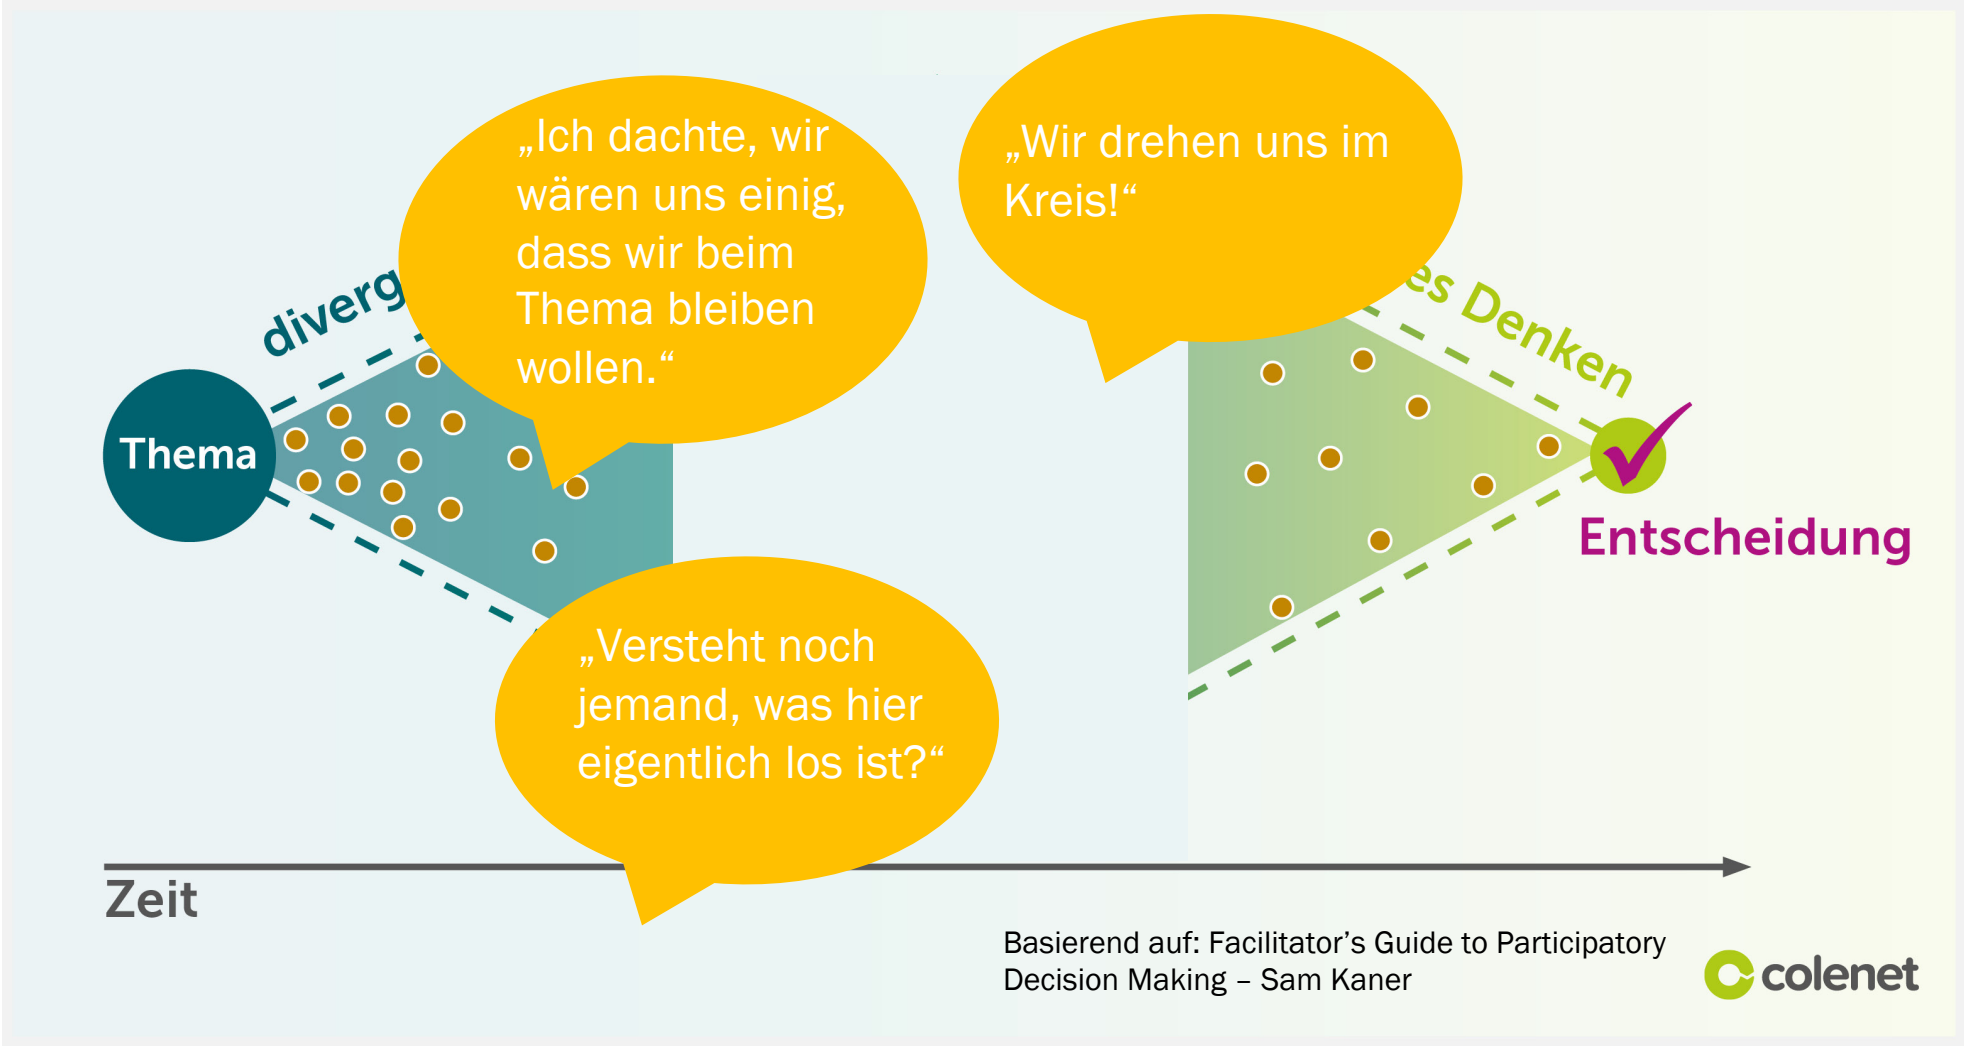 „Ich dachte, wir
wären uns einig,
dass wir beim
Thema bleiben
wollen.“
„Wir drehen uns im
Kreis!“
diverg
es Denken
Thema
Entscheidung
„Versteht noch
jemand, was hier
eigentlich los ist?“
Zeit
Basierend auf: Facilitator’s Guide to Participatory
Decision Making – Sam Kaner
colenet